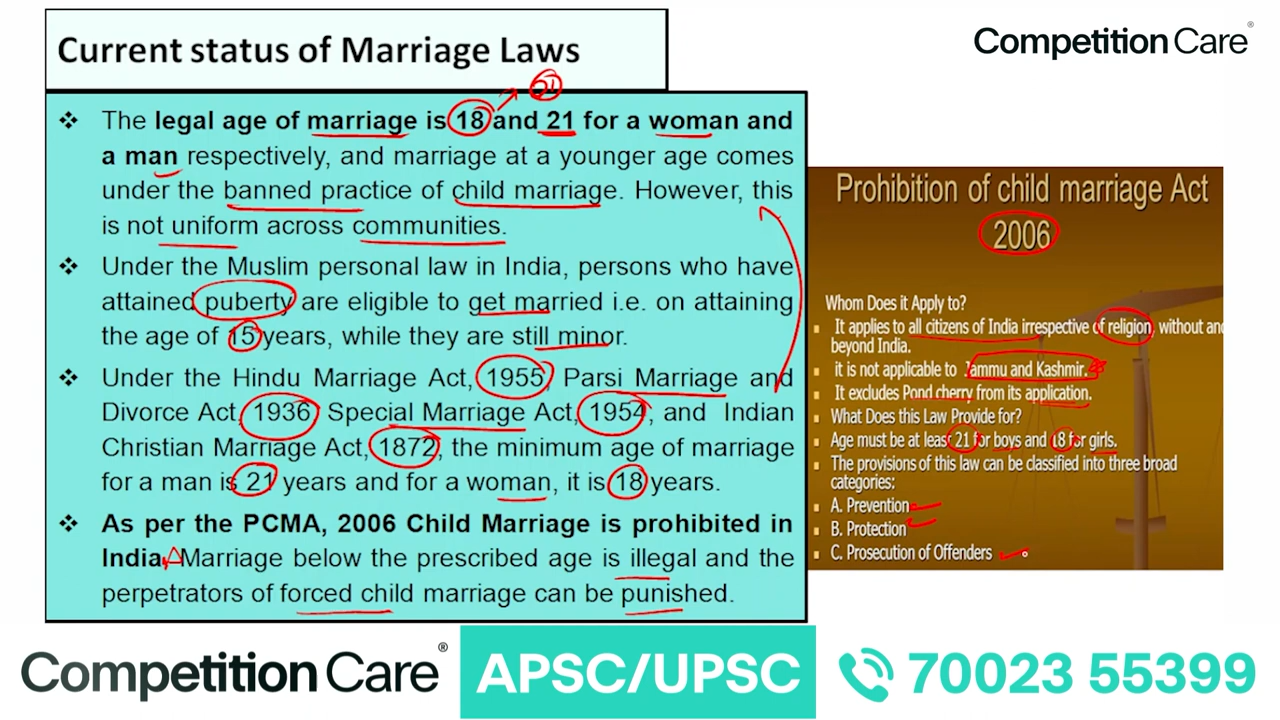 Current status of Marriage Laws
Competition Care®
21
❖ The legal age of marriage is 18 and 21 for a woman and
a man respectively, and marriage at a younger age comes
under the banned practice of child marriage. However, this
is not uniform across communities.
❖ Under the Muslim personal law in India, persons who have
attained puberty are eligible to get married i.e. on attaining
the age of 15 years, while they are still minor.
❖ Under the Hindu Marriage Act, 1955, Parsi Marriage and
Divorce Act, 1936, Special Marriage Act, 1954, and Indian
Christian Marriage Act, 1872, the minimum age of marriage
for a man is 21 years and for a woman, it is 18 years.
❖ As per the PCMA, 2006 Child Marriage is prohibited in
India. Marriage below the prescribed age is illegal and the
perpetrators of forced child marriage can be punished.
Prohibition of child marriage Act
2006
Whom Does it Apply to?
It applies to all citizens of India irrespective of religion, without and
beyond India.
it is not applicable to Jammu and Kashmir.
It excludes Pond cherry from its application.
What Does this Law Provide for?
Age must be at least 21 for boys and 18 for girls.
The provisions of this law can be classified into three broad
categories:
A. Prevention
B. Protection
C. Prosecution of Offenders
Competition Care®
APSC/UPSC
70023 55399